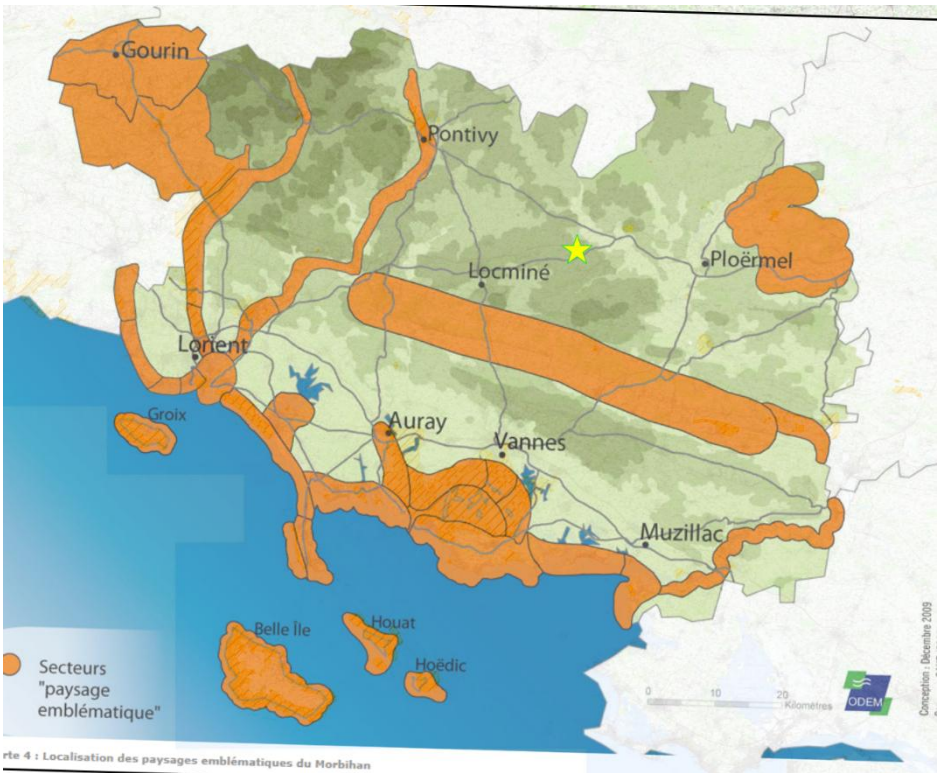 Gourin
Pontivy
Ploërmel
Locminé
Lorient
Groix
Auray
Vannes
Muzillac
Belle Île
Houat
Hoëdic
Secteurs
"paysage
emblématique"
0 10 20
Kilomètres
ODEM
Conception : Décembre 2009
rte 4 : Localisation des paysages emblématiques du Morbihan